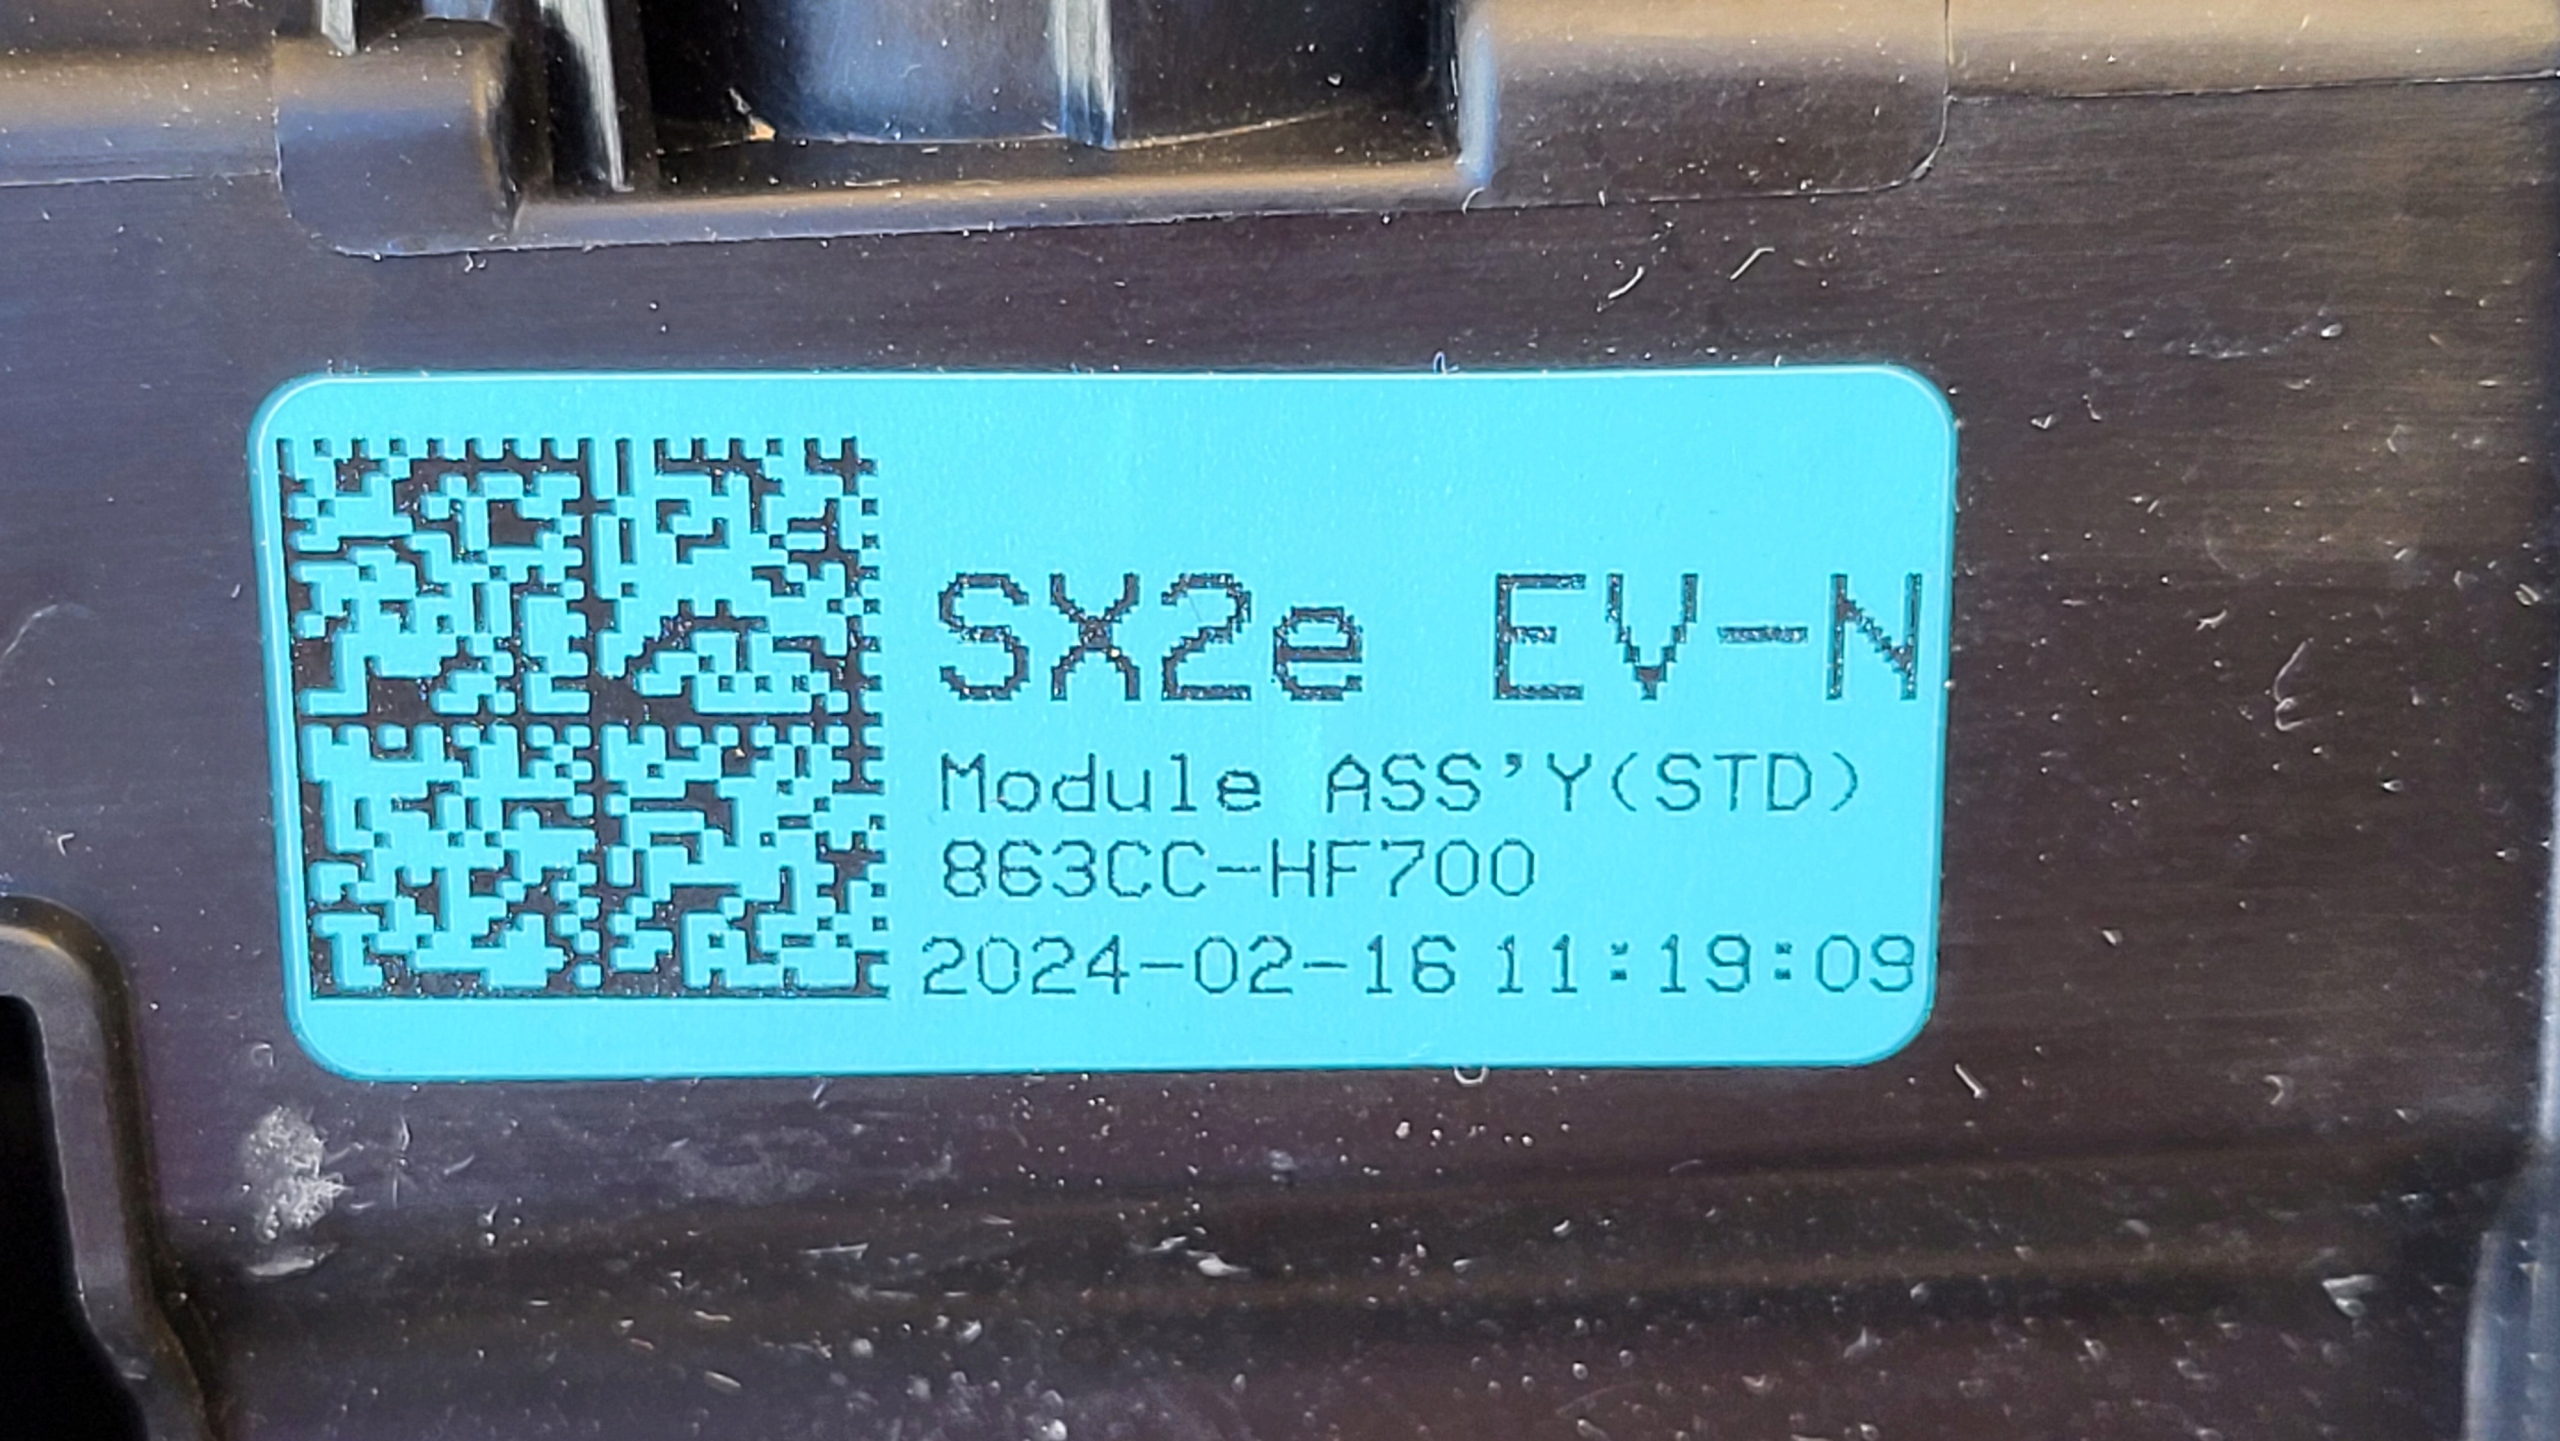 SX2e EV-N
Module ASS'Y(STD)
863CC-HF700
2024-02-16 11:19:09